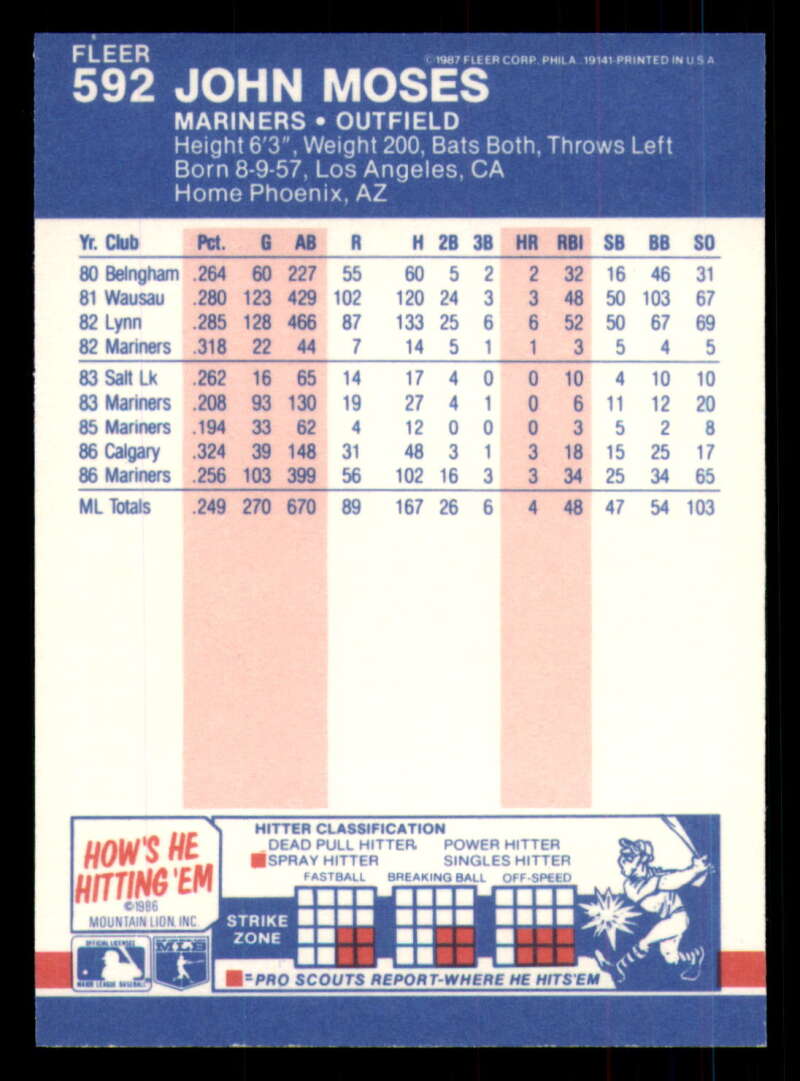 FLEER ©1987 FLEER CORP. PHILA. 19141-PRINTED IN U S A
592 JOHN MOSES
MARINERS • OUTFIELD
Height 6'3", Weight 200, Bats Both, Throws Left
Born 8-9-57, Los Angeles, CA
Home Phoenix, AZ
Yr. Club Pct. G AB R H 2B 3B HR RBI SB BB SO
80 Belngham .264 60 227 55 60 5 2 2 32 16 46 31
81 Wausau .280 123 429 102 120 24 3 3 48 50 103 67
82 Lynn .285 128 466 87 133 25 6 6 52 50 67 69
82 Mariners .318 22 44 7 14 5 1 1 3 5 4 5
83 Salt Lk .262 16 65 14 17 4 0 0 10 4 10 10
83 Mariners .208 93 130 19 27 4 1 0 6 11 12 20
85 Mariners .194 33 62 4 12 0 0 0 3 5 2 8
86 Calgary .324 39 148 31 48 3 1 3 18 15 25 17
86 Mariners .256 103 399 56 102 16 3 3 34 25 34 65
ML Totals .249 270 670 89 167 26 6 4 48 47 54 103
HOW'S HE
HITTING 'EM
©1986
MOUNTAIN LION, INC.
HITTER CLASSIFICATION
DEAD PULL HITTER POWER HITTER
SPRAY HITTER SINGLES HITTER
FASTBALL BREAKING BALL OFF-SPEED
STRIKE
ZONE
=PRO SCOUTS REPORT-WHERE HE HITS'EM
OFFICIAL LICENSEE
MAJOR LEAGUE BASEBALL
MLB